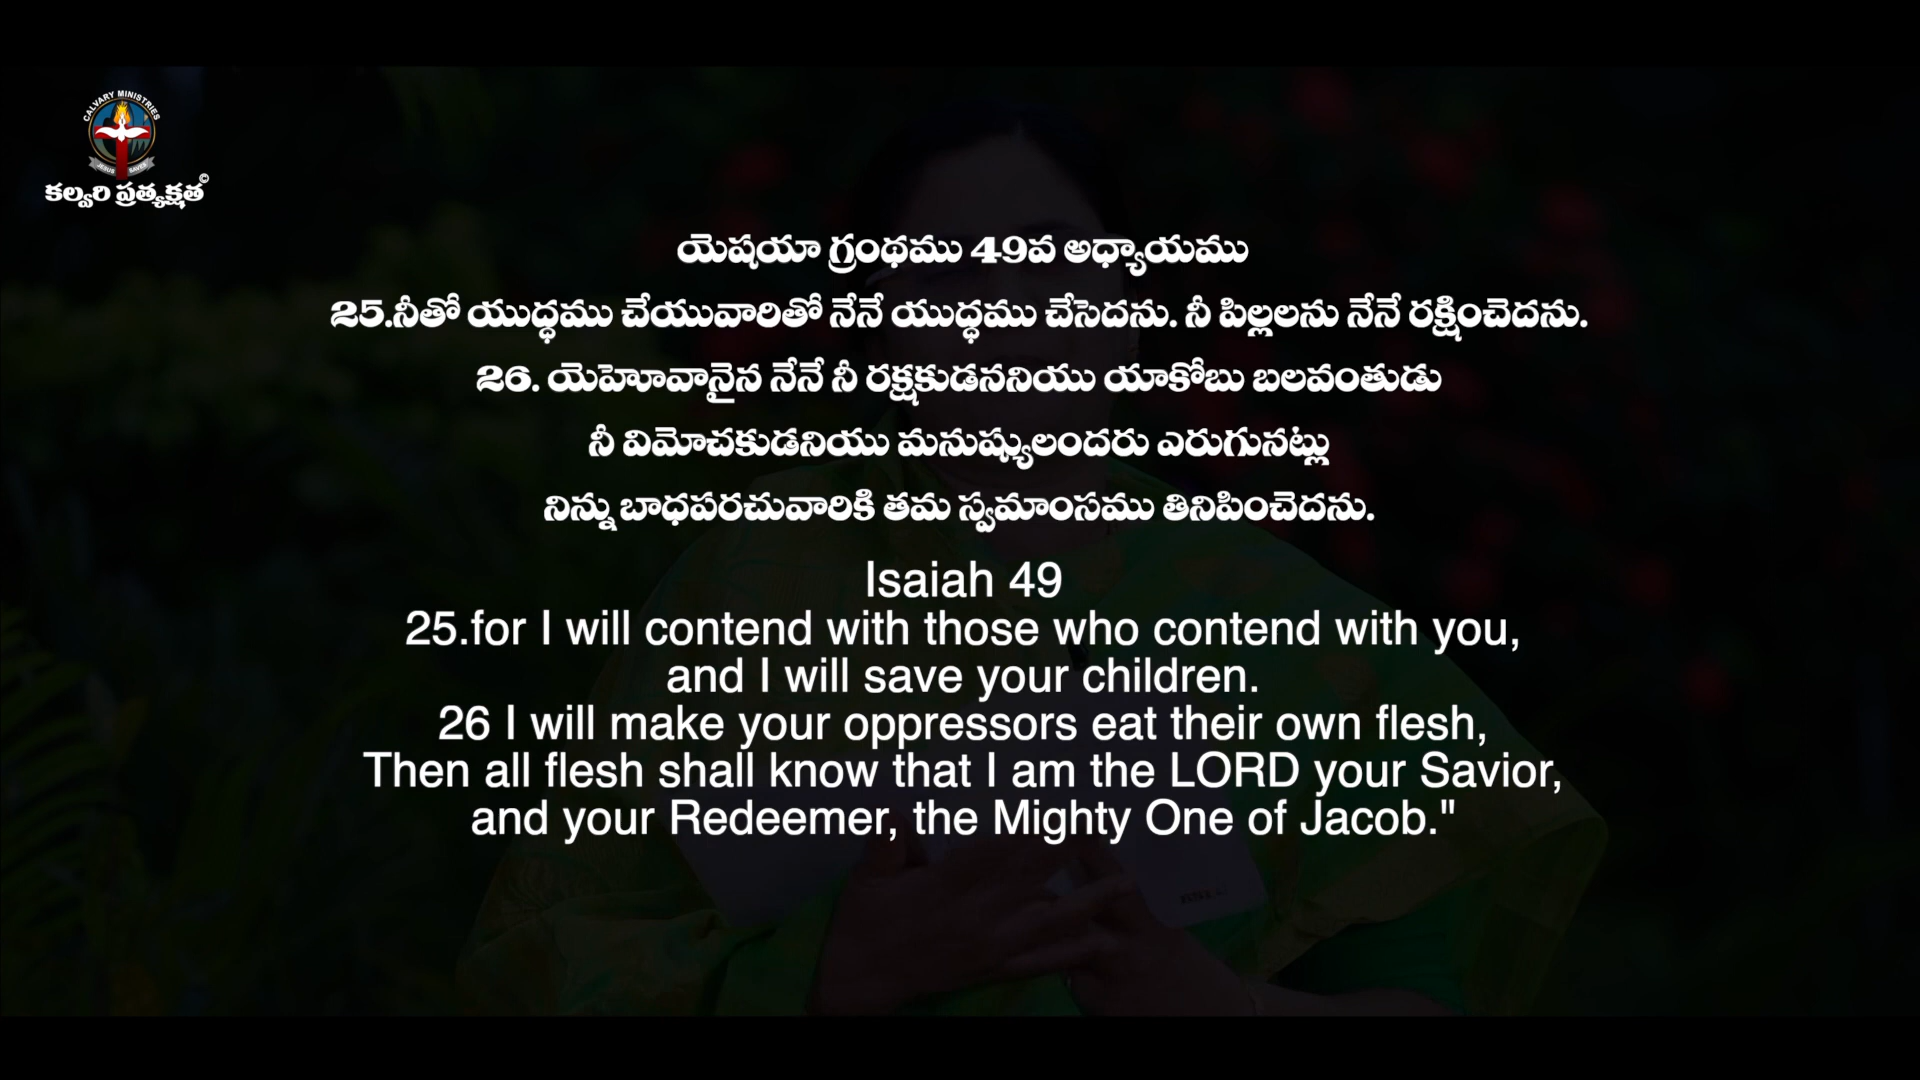 CALVARY MINISTRIES
JESUS SAVES
కల్వరి ప్రత్యక్షత©
యెషయా గ్రంథము 49వ అధ్యాయము
25.నీతో యుద్ధము చేయువారితో నేనే యుద్ధము చేసెదను. నీ పిల్లలను నేనే రక్షించెదను.
26. యెహోవానైన నేనే నీ రక్షకుడననియు యాకోబు బలవంతుడు
నీ విమోచకుడనియు మనుష్యులందరు ఎరుగునట్లు
నిన్ను బాధపరచువారికి తమ స్వమాంసము తినిపించెదను.
Isaiah 49
25.for I will contend with those who contend with you,
and I will save your children.
26 I will make your oppressors eat their own flesh,
Then all flesh shall know that I am the LORD your Savior,
and your Redeemer, the Mighty One of Jacob."